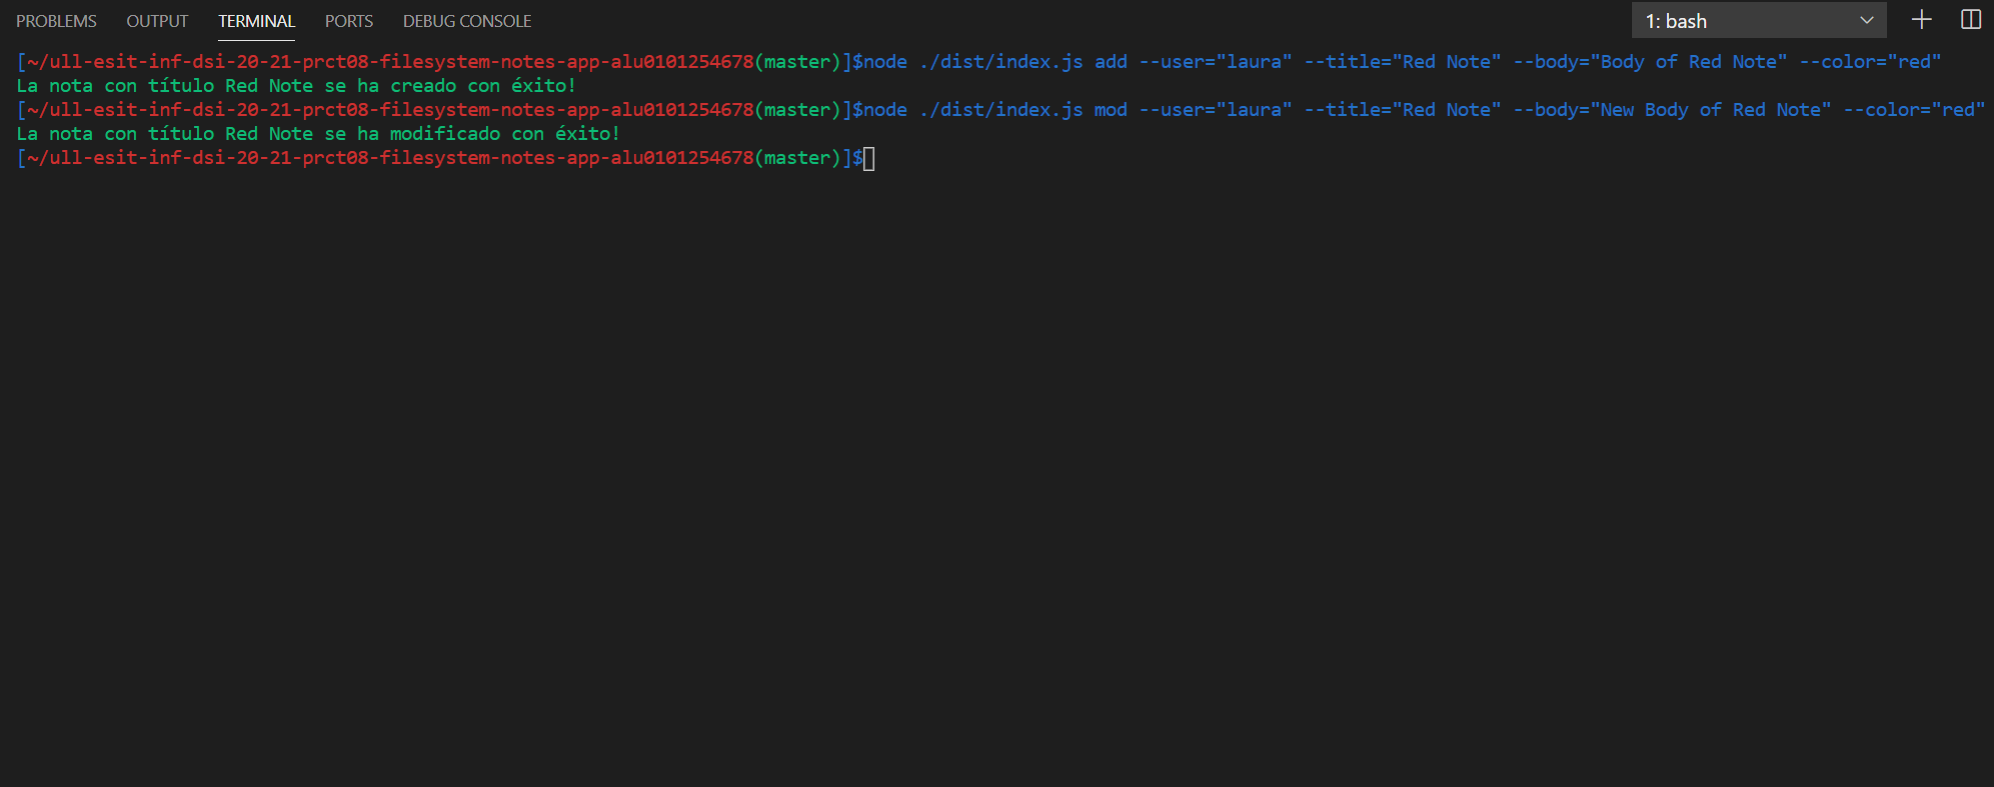 PROBLEMS OUTPUT TERMINAL PORTS DEBUG CONSOLE 1: bash
[~/ull-esit-inf-dsi-20-21-prct08-filesystem-notes-app-alu0101254678(master)]$node ./dist/index.js add --user="laura" --title="Red Note" --body="Body of Red Note" --color="red"
La nota con título Red Note se ha creado con éxito!
[~/ull-esit-inf-dsi-20-21-prct08-filesystem-notes-app-alu0101254678(master)]$node ./dist/index.js mod --user="laura" --title="Red Note" --body="New Body of Red Note" --color="red"
La nota con título Red Note se ha modificado con éxito!
[~/ull-esit-inf-dsi-20-21-prct08-filesystem-notes-app-alu0101254678(master)]$